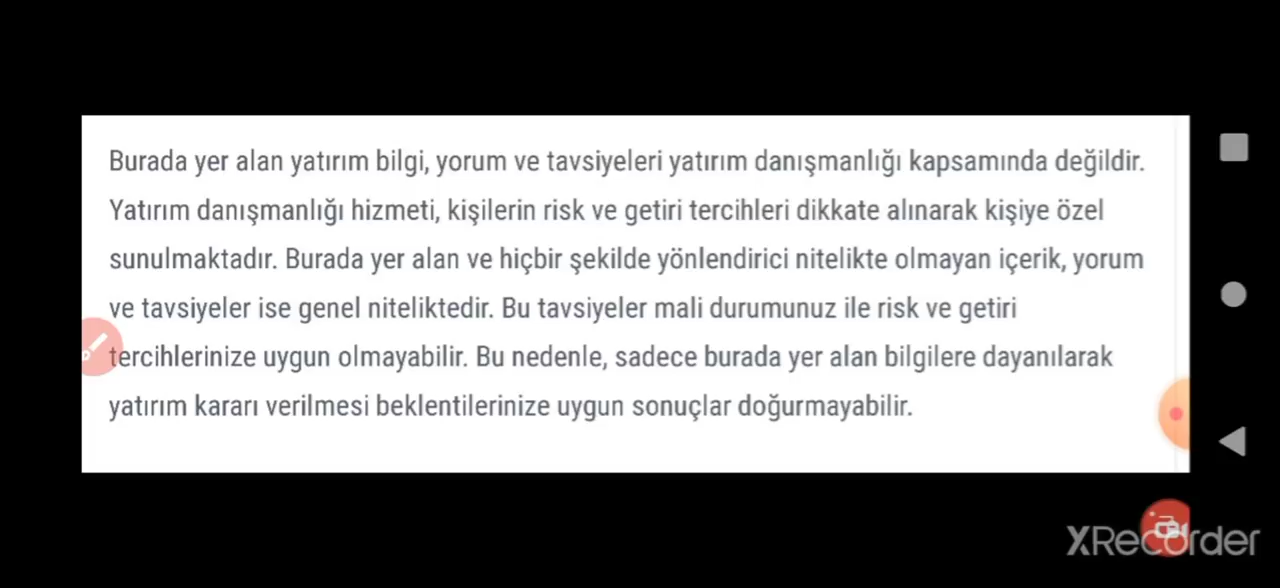 Burada yer alan yatırım bilgi, yorum ve tavsiyeleri yatırım danışmanlığı kapsamında değildir.
Yatırım danışmanlığı hizmeti, kişilerin risk ve getiri tercihleri dikkate alınarak kişiye özel
sunulmaktadır. Burada yer alan ve hiçbir şekilde yönlendirici nitelikte olmayan içerik, yorum
ve tavsiyeler ise genel niteliktedir. Bu tavsiyeler mali durumunuz ile risk ve getiri
tercihlerinize uygun olmayabilir. Bu nedenle, sadece burada yer alan bilgilere dayanılarak
yatırım kararı verilmesi beklentilerinize uygun sonuçlar doğurmayabilir.
XRecorder